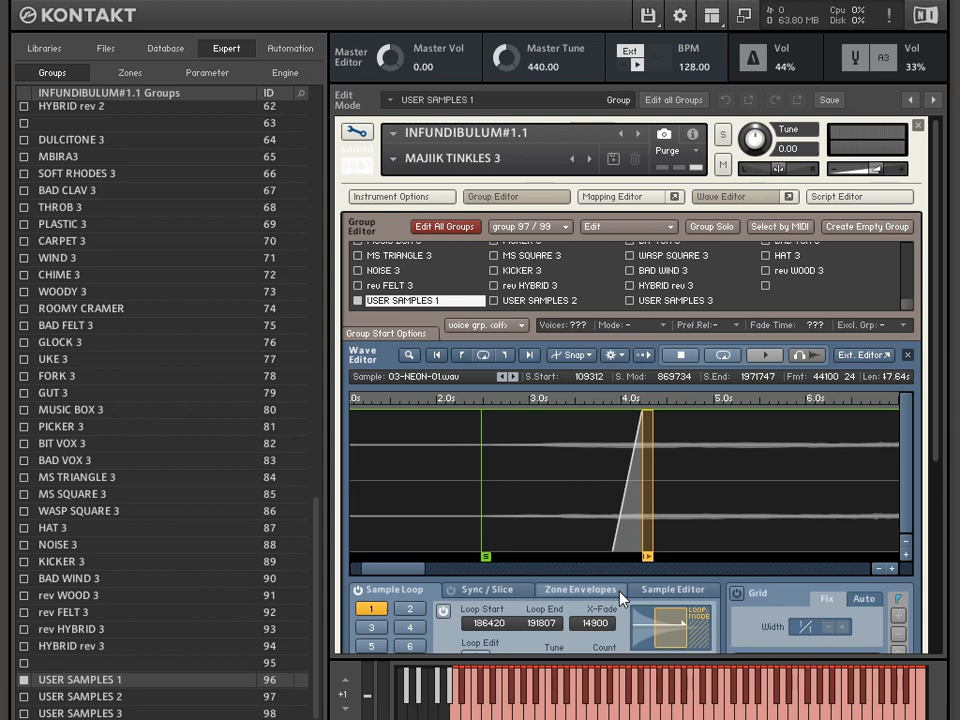 KONTAKT
0
63.80 MB
Cpu 0%
Disk 0%
!
Libraries
Files
Database
Expert
Automation
Groups
Zones
Parameter
Engine
Master
Editor
Master Vol
0.00
Master Tune
440.00
Ext
BPM
128.00
Vol
44%
A3
Vol
33%
INFUNDIBULUM#1.1 Groups
ID
HYBRID rev 2 62
63
DULCITONE 3 64
MBIRA3 65
SOFT RHODES 3 66
BAD CLAV 3 67
THROB 3 68
PLASTIC 3 69
CARPET 3 70
WIND 3 71
CHIME 3 72
WOODY 3 73
ROOMY CRAMER 74
BAD FELT 3 75
GLOCK 3 76
UKE 3 77
FORK 3 78
GUT 3 79
MUSIC BOX 3 80
PICKER 3 81
BIT VOX 3 82
BAD VOX 3 83
MS TRIANGLE 3 84
MS SQUARE 3 85
WASP SQUARE 3 86
HAT 3 87
NOISE 3 88
KICKER 3 89
BAD WIND 3 90
rev WOOD 3 91
rev FELT 3 92
rev HYBRID 3 93
HYBRID rev 3 94
95
USER SAMPLES 1 96
USER SAMPLES 2 97
USER SAMPLES 3 98
Edit
Mode
USER SAMPLES 1
Group
Edit all Groups
Save
INFUNDIBULUM#1.1
MAJIIK TINKLES 3
Purge
S
M
Tune
0.00
L
R
Instrument Options
Group Editor
Mapping Editor
Wave Editor
Script Editor
Group
Editor
Edit All Groups
group 97 / 99
Edit
Group Solo
Select by MIDI
Create Empty Group
MS TRIANGLE 3
MS SQUARE 3
WASP SQUARE 3
HAT 3
NOISE 3
KICKER 3
BAD WIND 3
rev WOOD 3
rev FELT 3
rev HYBRID 3
HYBRID rev 3
USER SAMPLES 1
USER SAMPLES 2
USER SAMPLES 3
Group Start Options
voice grp. <off>
Voices: ???
Mode: -
Pref.Rel: -
Fade Time: ???
Excl. Grp: -
Wave
Editor
Snap
Ext. Editor
Sample: 03-NEON-01.wav
S.Start: 109312
S. Mod: 869734
S.End: 1971747
Fmt: 44100 24
.0s
2.0s
3.0s
4.0s
5.0s
6.0s
S
Sample Loop
Sync / Slice
Zone Envelopes
Sample Editor
Grid
Fix
Auto
1
2
3
4
5
6
Loop Start
Loop End
X-Fade
186420
191807
14900
LOOP
MODE
Loop Edit
Tune
Count
Width
1/1
+1